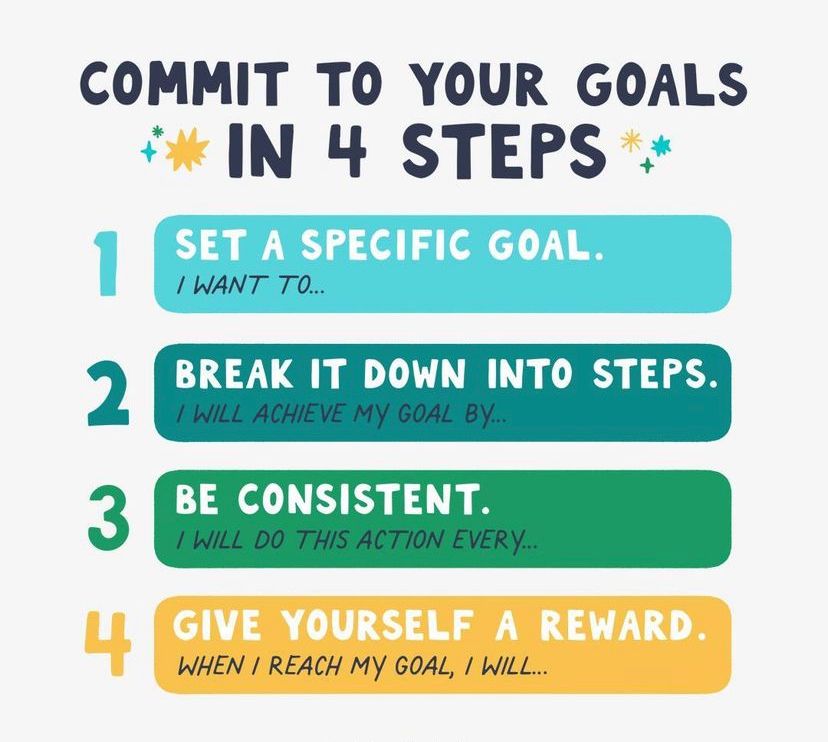 COMMIT TO YOUR GOALS
IN 4 STEPS
1
SET A SPECIFIC GOAL.
I WANT TO...
2
BREAK IT DOWN INTO STEPS.
I WILL ACHIEVE MY GOAL BY...
3
BE CONSISTENT.
I WILL DO THIS ACTION EVERY...
4
GIVE YOURSELF A REWARD.
WHEN I REACH MY GOAL, I WILL...